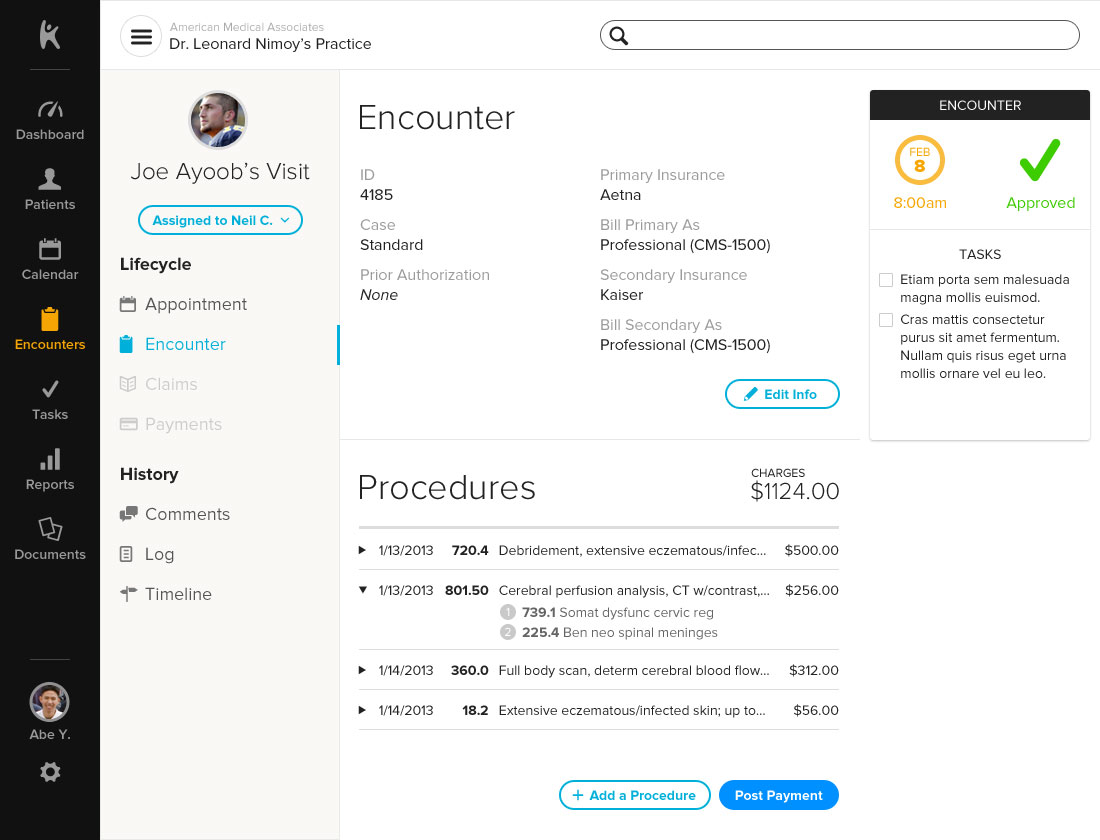 American Medical Associates
Dr. Leonard Nimoy's Practice
Dashboard
Patients
Calendar
Encounters
Tasks
Reports
Documents
Abe Y.
Joe Ayoob's Visit
Assigned to Neil C.
Lifecycle
Appointment
Encounter
Claims
Payments
History
Comments
Log
Timeline
Encounter
ID
4185
Case
Standard
Prior Authorization
None
Primary Insurance
Aetna
Bill Primary As
Professional (CMS-1500)
Secondary Insurance
Kaiser
Bill Secondary As
Professional (CMS-1500)
Edit Info
Procedures
CHARGES
$1124.00
1/13/2013 720.4 Debridement, extensive eczematous/infec... $500.00
1/13/2013 801.50 Cerebral perfusion analysis, CT w/contrast,... $256.00
1 739.1 Somat dysfunc cervic reg
2 225.4 Ben neo spinal meninges
1/14/2013 360.0 Full body scan, determ cerebral blood flow... $312.00
1/14/2013 18.2 Extensive eczematous/infected skin; up to... $56.00
+ Add a Procedure
Post Payment
ENCOUNTER
FEB
8
8:00am
Approved
TASKS
Etiam porta sem malesuada
magna mollis euismod.
Cras mattis consectetur
purus sit amet fermentum.
Nullam quis risus eget urna
mollis ornare vel eu leo.